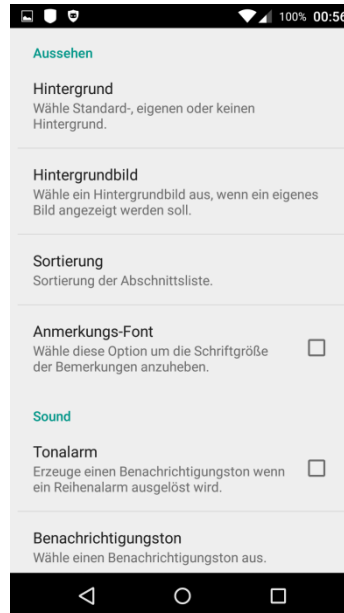 100% 00:56
Aussehen
Hintergrund
Wähle Standard-, eigenen oder keinen
Hintergrund.
Hintergrundbild
Wähle ein Hintergrundbild aus, wenn ein eigenes
Bild angezeigt werden soll.
Sortierung
Sortierung der Abschnittsliste.
Anmerkungs-Font
Wähle diese Option um die Schriftgröße
der Bemerkungen anzuheben.
Sound
Tonalarm
Erzeuge einen Benachrichtigungston wenn
ein Reihenalarm ausgelöst wird.
Benachrichtigungston
Wähle einen Benachrichtigungston aus.